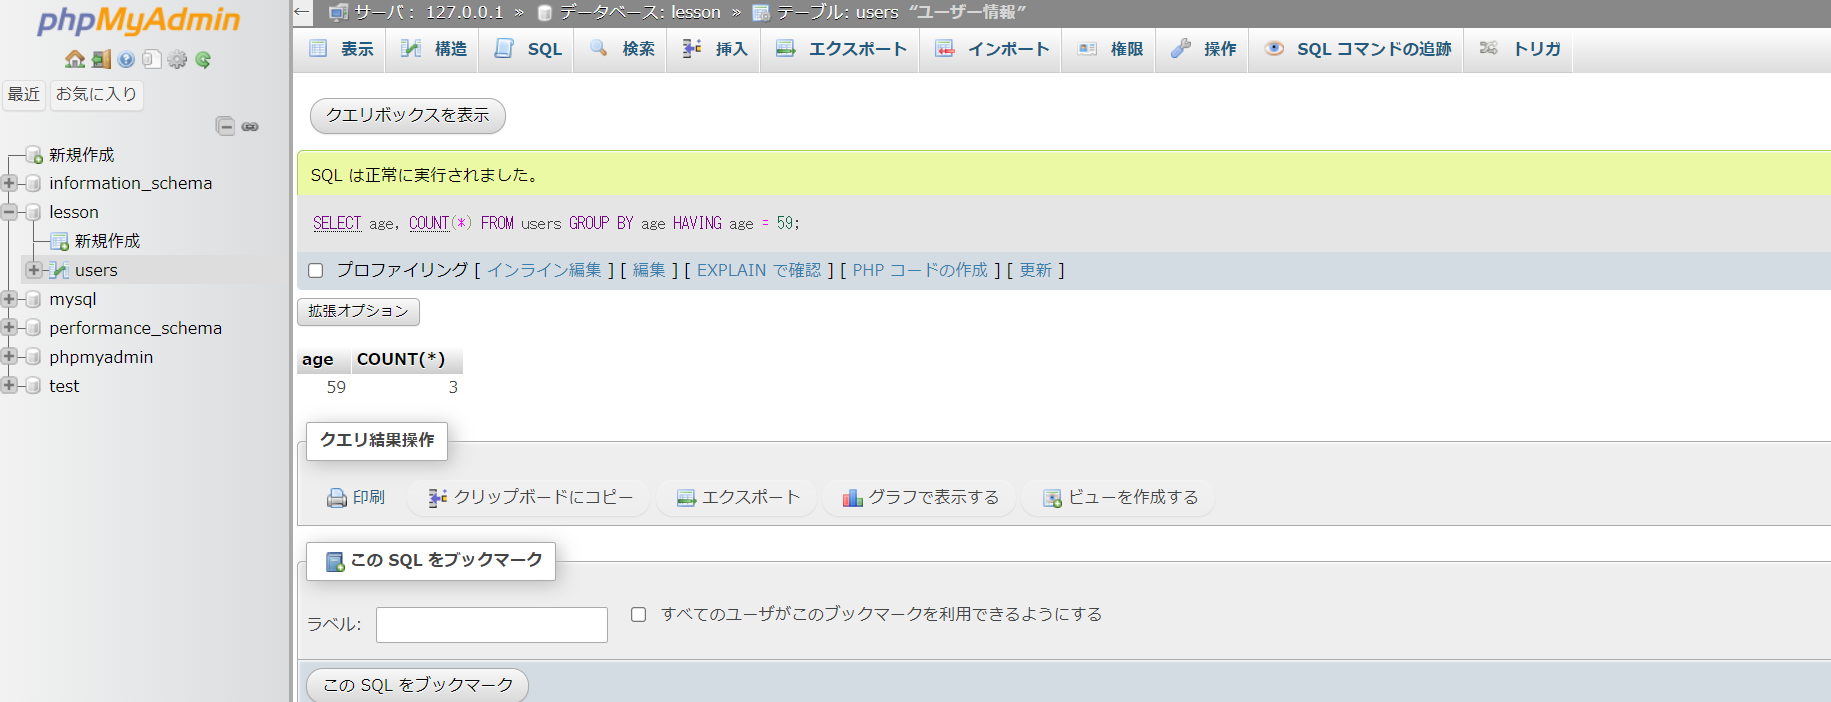 phpMyAdmin
最近 お気に入り
新規作成
information_schema
lesson
新規作成
users
mysql
performance_schema
phpmyadmin
test
← サーバ: 127.0.0.1 » データベース: lesson » テーブル: users “ユーザー情報”
表示 構造 SQL 検索 挿入 エクスポート インポート 権限 操作 SQL コマンドの追跡 トリガ
クエリボックスを表示
SQL は正常に実行されました。
SELECT age, COUNT(*) FROM users GROUP BY age HAVING age = 59;
プロファイリング [ インライン編集 ] [ 編集 ] [ EXPLAIN で確認 ] [ PHP コードの作成 ] [ 更新 ]
拡張オプション
age COUNT(*)
59 3
クエリ結果操作
印刷 クリップボードにコピー エクスポート グラフで表示する ビューを作成する
この SQL をブックマーク
ラベル: すべてのユーザがこのブックマークを利用できるようにする
この SQL をブックマーク